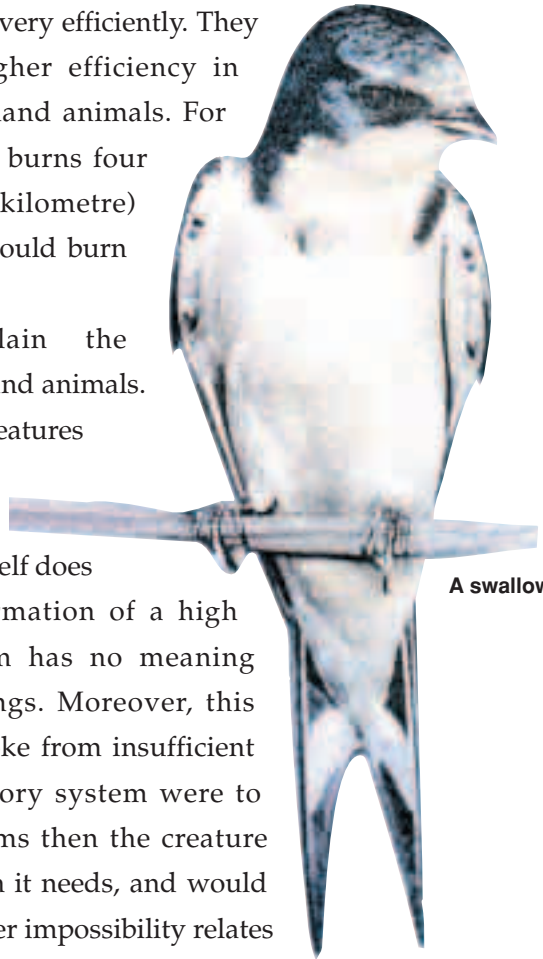 very efficiently. They
gher efficiency in
and animals. For
burns four
kilometre)
ould burn
lain the
nd animals.
eatures
elf does
A swallow
rmation of a high
n has no meaning
ngs. Moreover, this
ke from insufficient
ory system were to
ms then the creature
n it needs, and would
er impossibility relates